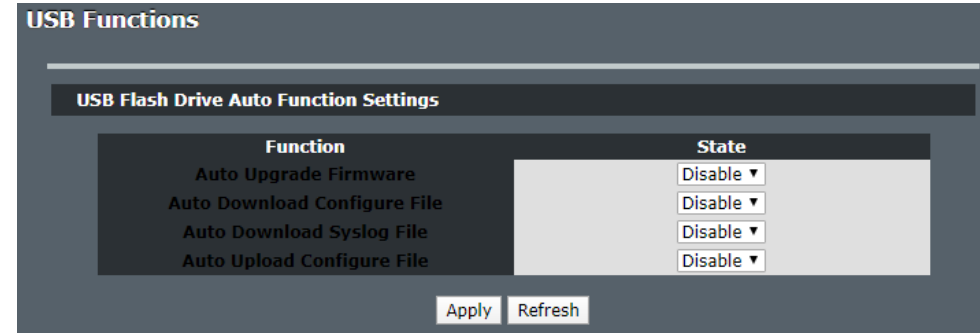 USB Functions
USB Flash Drive Auto Function Settings
Function State
Auto Upgrade Firmware Disable ▼
Auto Download Configure File Disable ▼
Auto Download Syslog File Disable ▼
Auto Upload Configure File Disable ▼
Apply Refresh